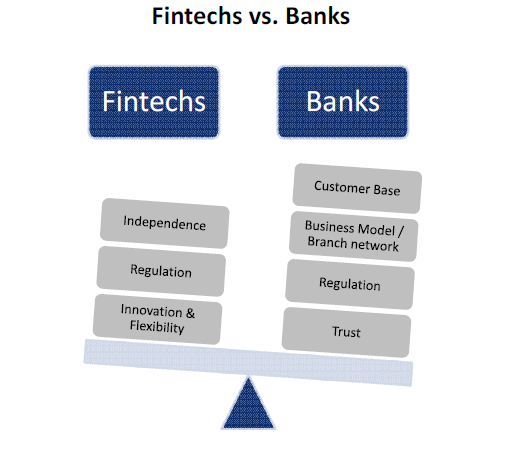 Fintechs vs. Banks
Fintechs
Banks
Independence
Regulation
Innovation &
Flexibility
Customer Base
Business Model /
Branch network
Regulation
Trust